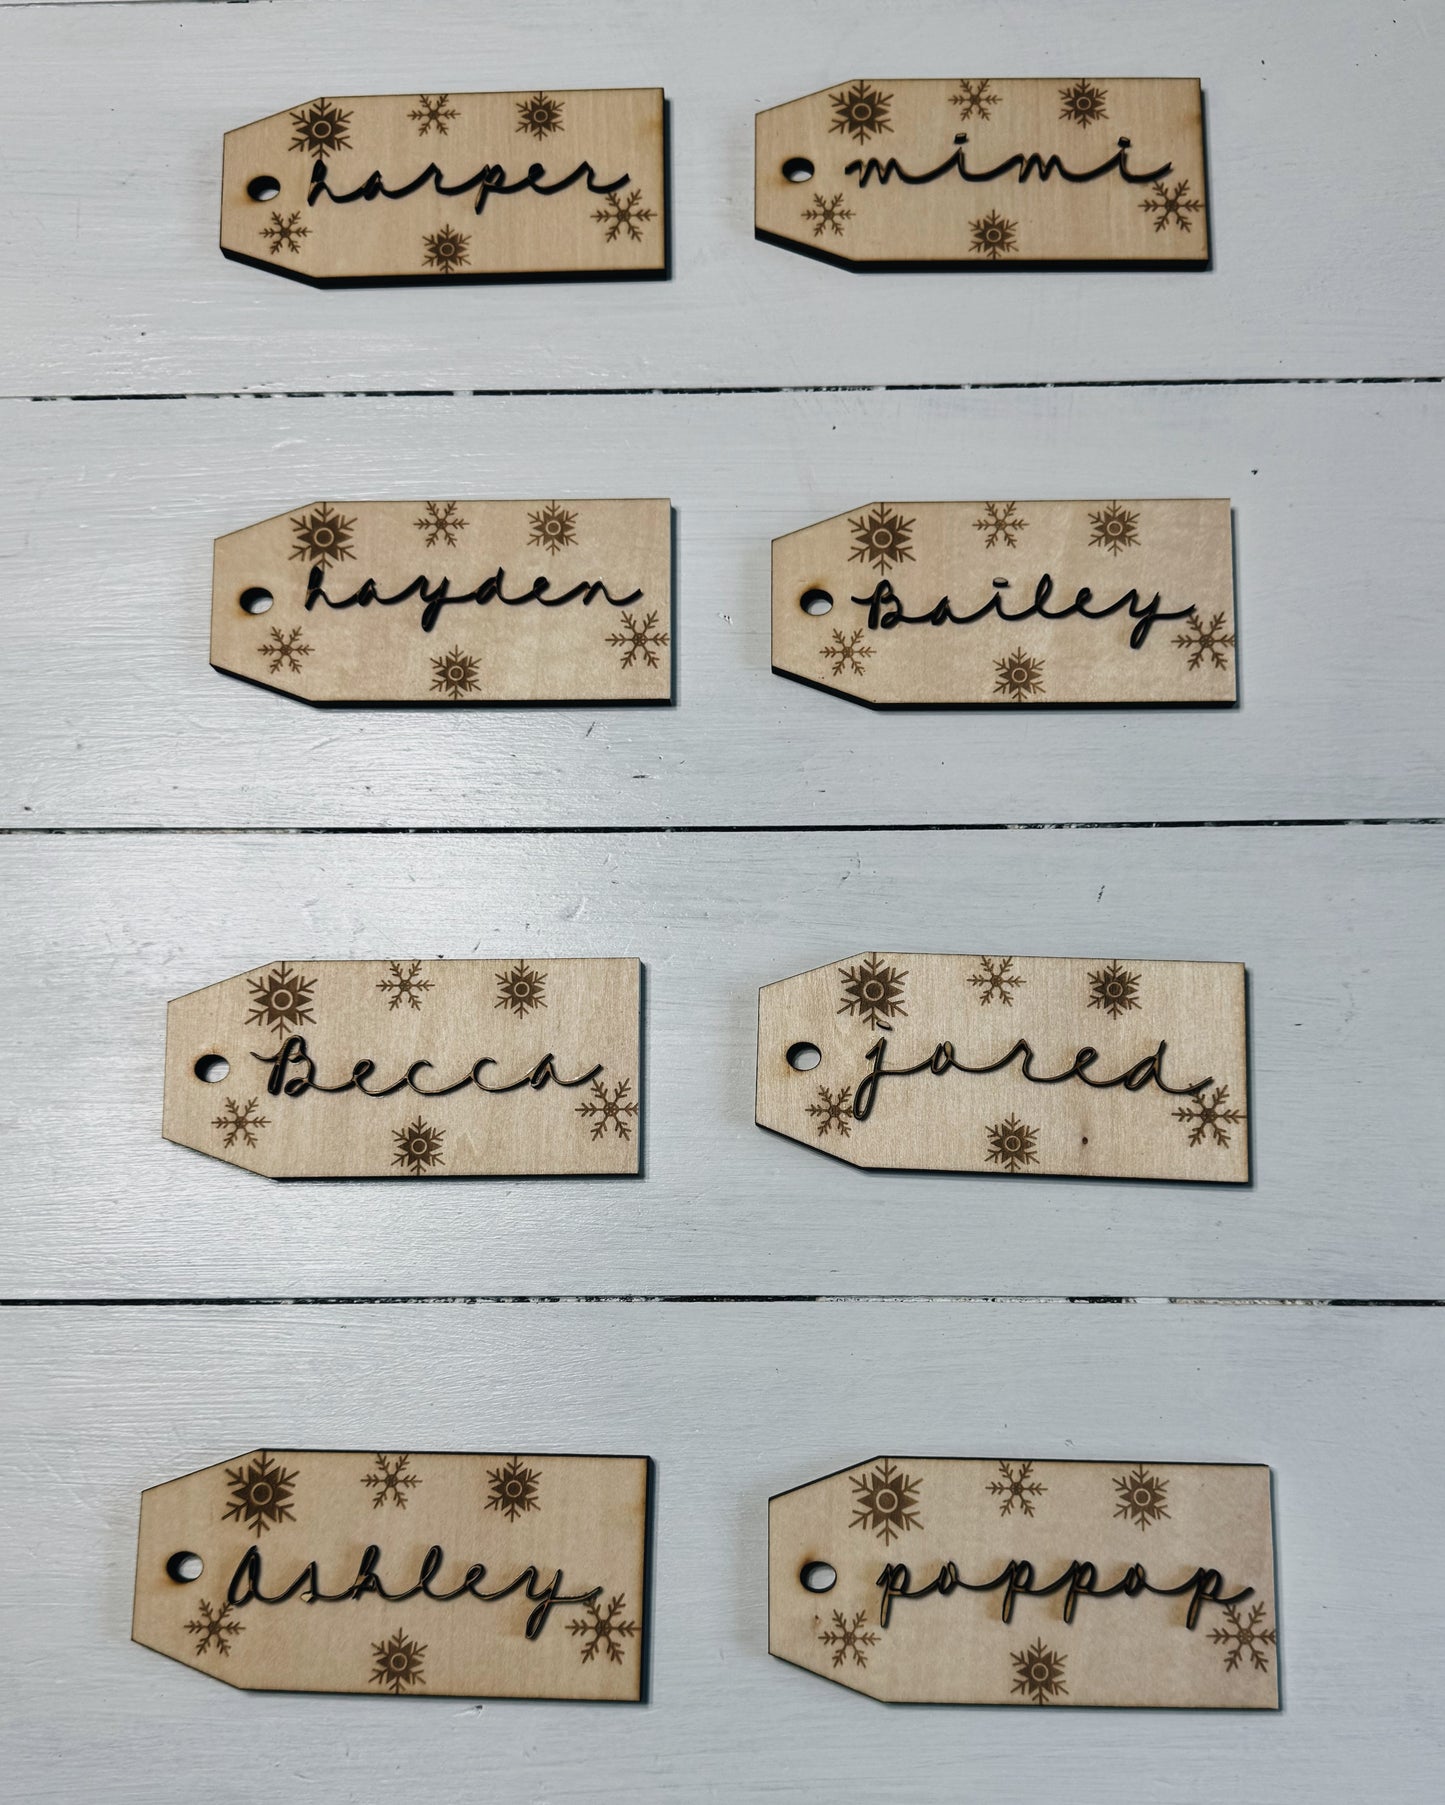 harper
mimi
hayden
Bailey
Becca
jared
Ashley
poppop